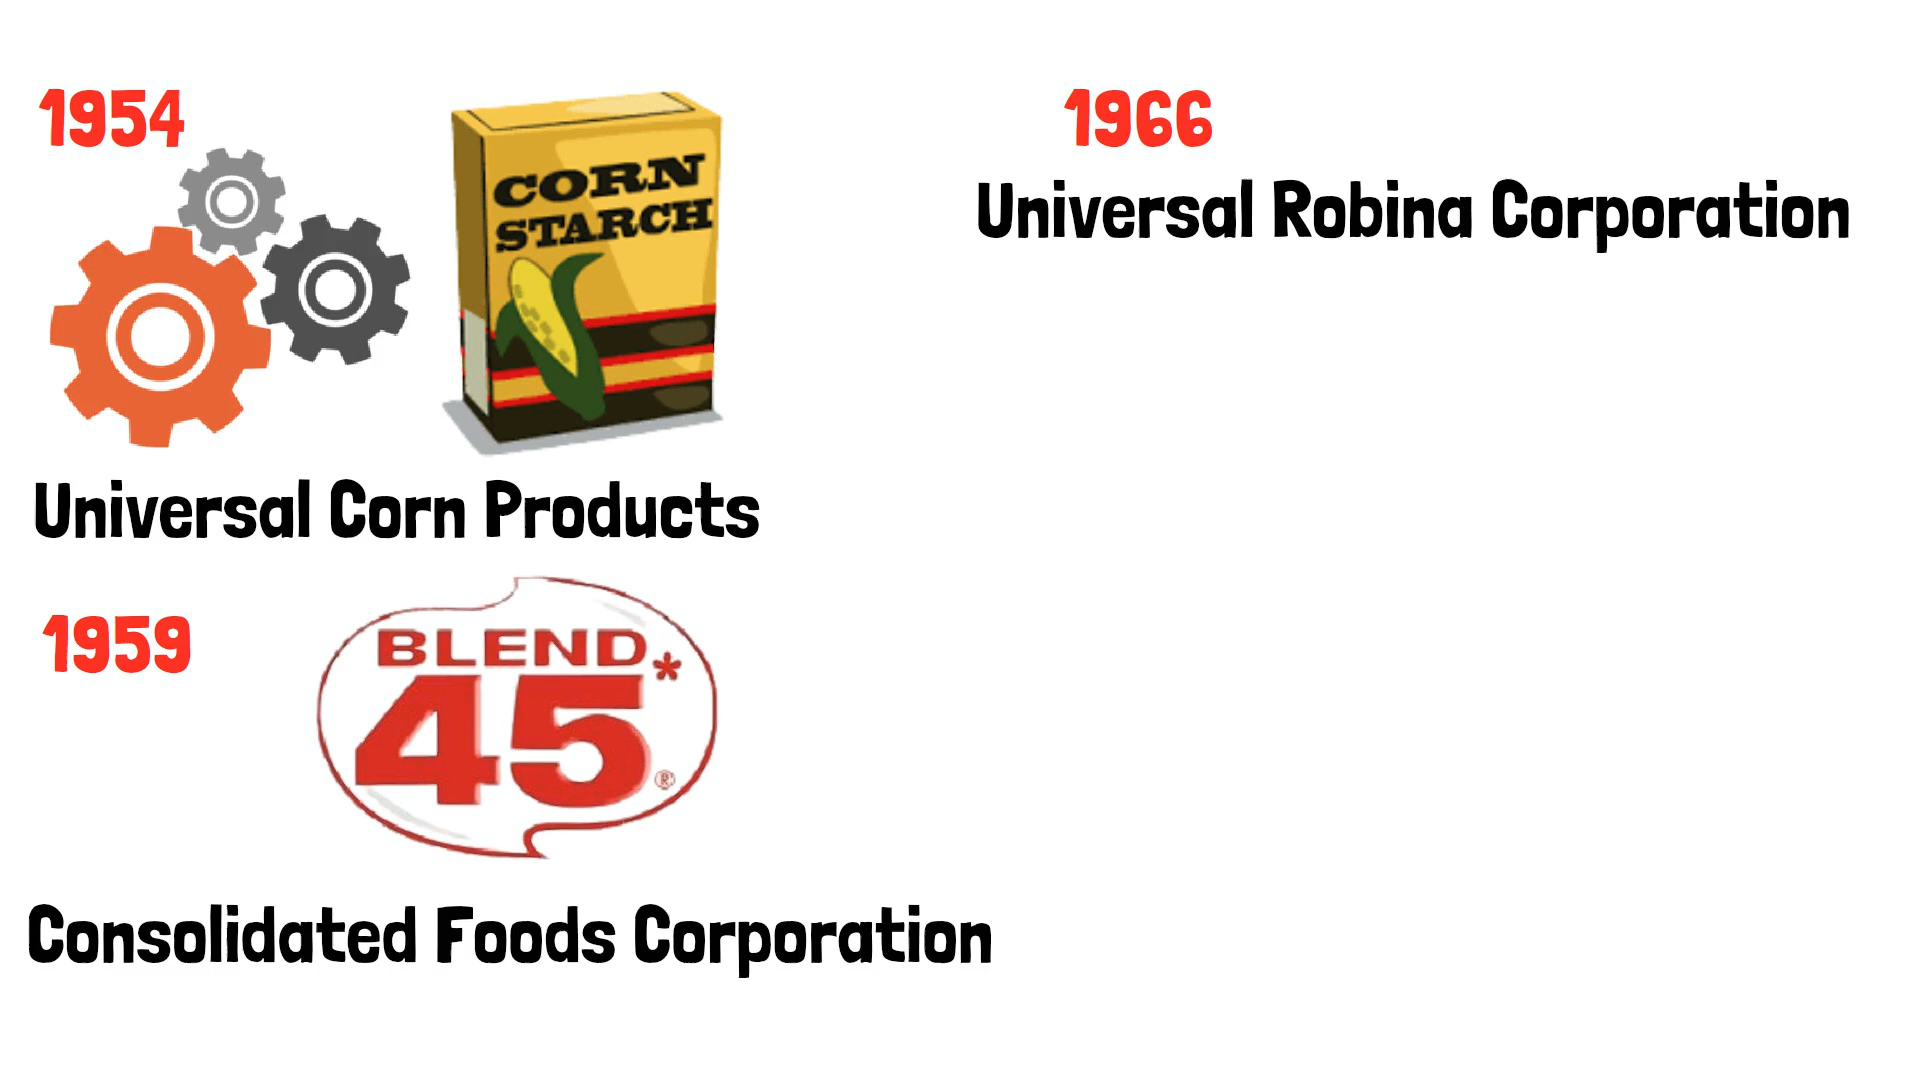 1954
CORN
STARCH
Universal Corn Products
1959
BLEND*
45®
Consolidated Foods Corporation
1966
Universal Robina Corporation